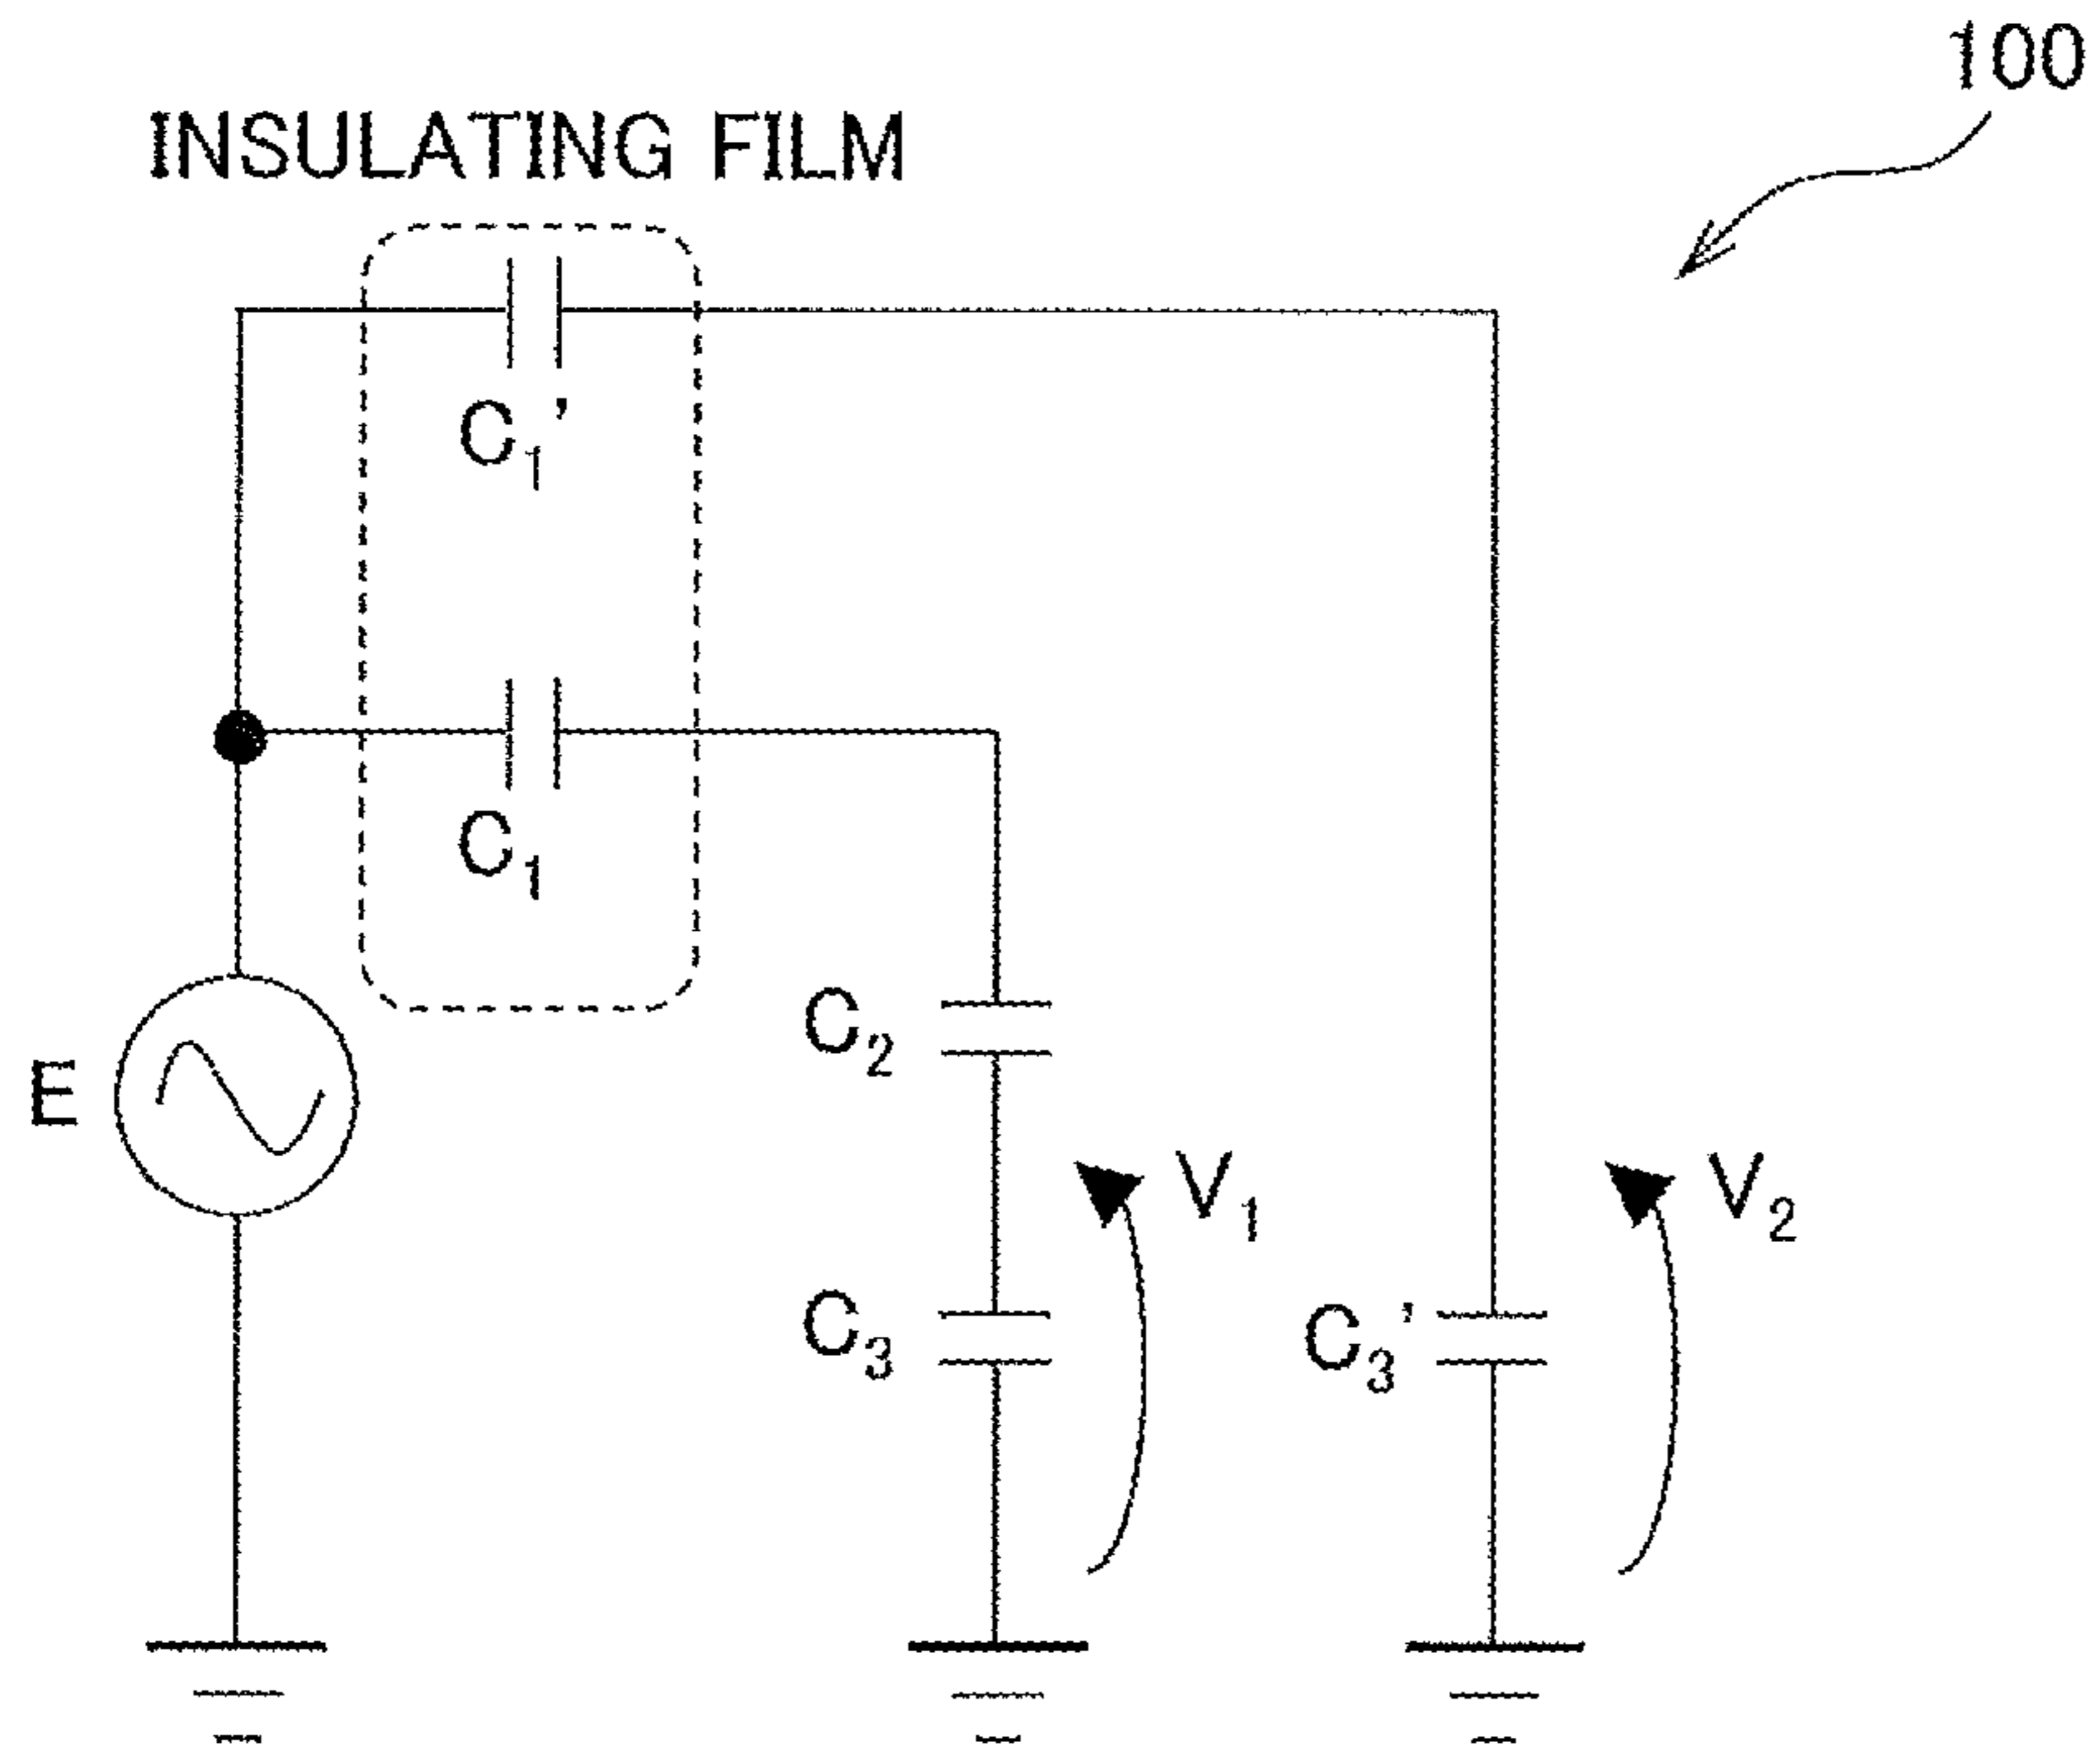 100
INSULATING FILM
C₁'
C₁
C₂
E
V₁
V₂
C₃
C₃'